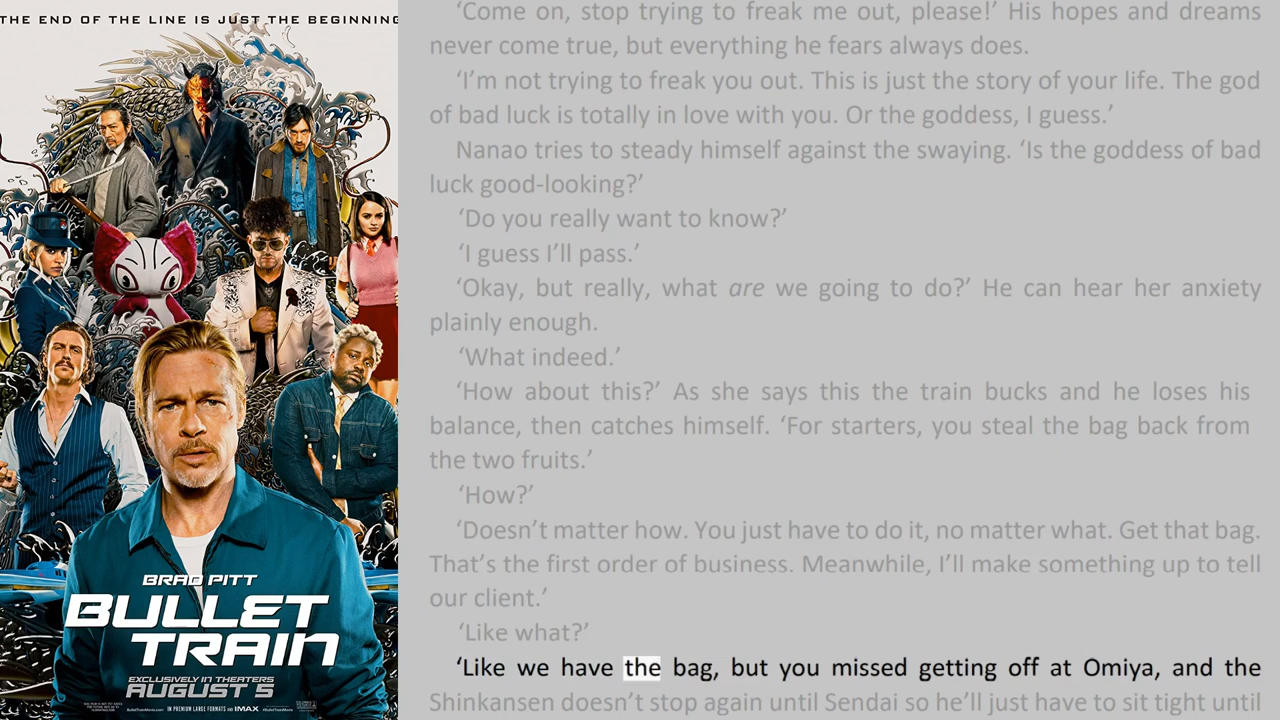 THE END OF THE LINE IS JUST THE BEGINNING
BRAD PITT
BULLET
TRAIN
EXCLUSIVELY IN THEATERS
AUGUST 5
BulletTrainMovie.com IN PREMIUM LARGE FORMATS AND IMAX #BulletTrainMovie
‘Come on, stop trying to freak me out, please!’ His hopes and dreams
never come true, but everything he fears always does.
‘I’m not trying to freak you out. This is just the story of your life. The god
of bad luck is totally in love with you. Or the goddess, I guess.’
Nanao tries to steady himself against the swaying. ‘Is the goddess of bad
luck good-looking?’
‘Do you really want to know?’
‘I guess I’ll pass.’
‘Okay, but really, what are we going to do?’ He can hear her anxiety
plainly enough.
‘What indeed.’
‘How about this?’ As she says this the train bucks and he loses his
balance, then catches himself. ‘For starters, you steal the bag back from
the two fruits.’
‘How?’
‘Doesn’t matter how. You just have to do it, no matter what. Get that bag.
That’s the first order of business. Meanwhile, I’ll make something up to tell
our client.’
‘Like what?’
‘Like we have the bag, but you missed getting off at Omiya, and the
Shinkansen doesn’t stop again until Sendai so he’ll just have to sit tight until